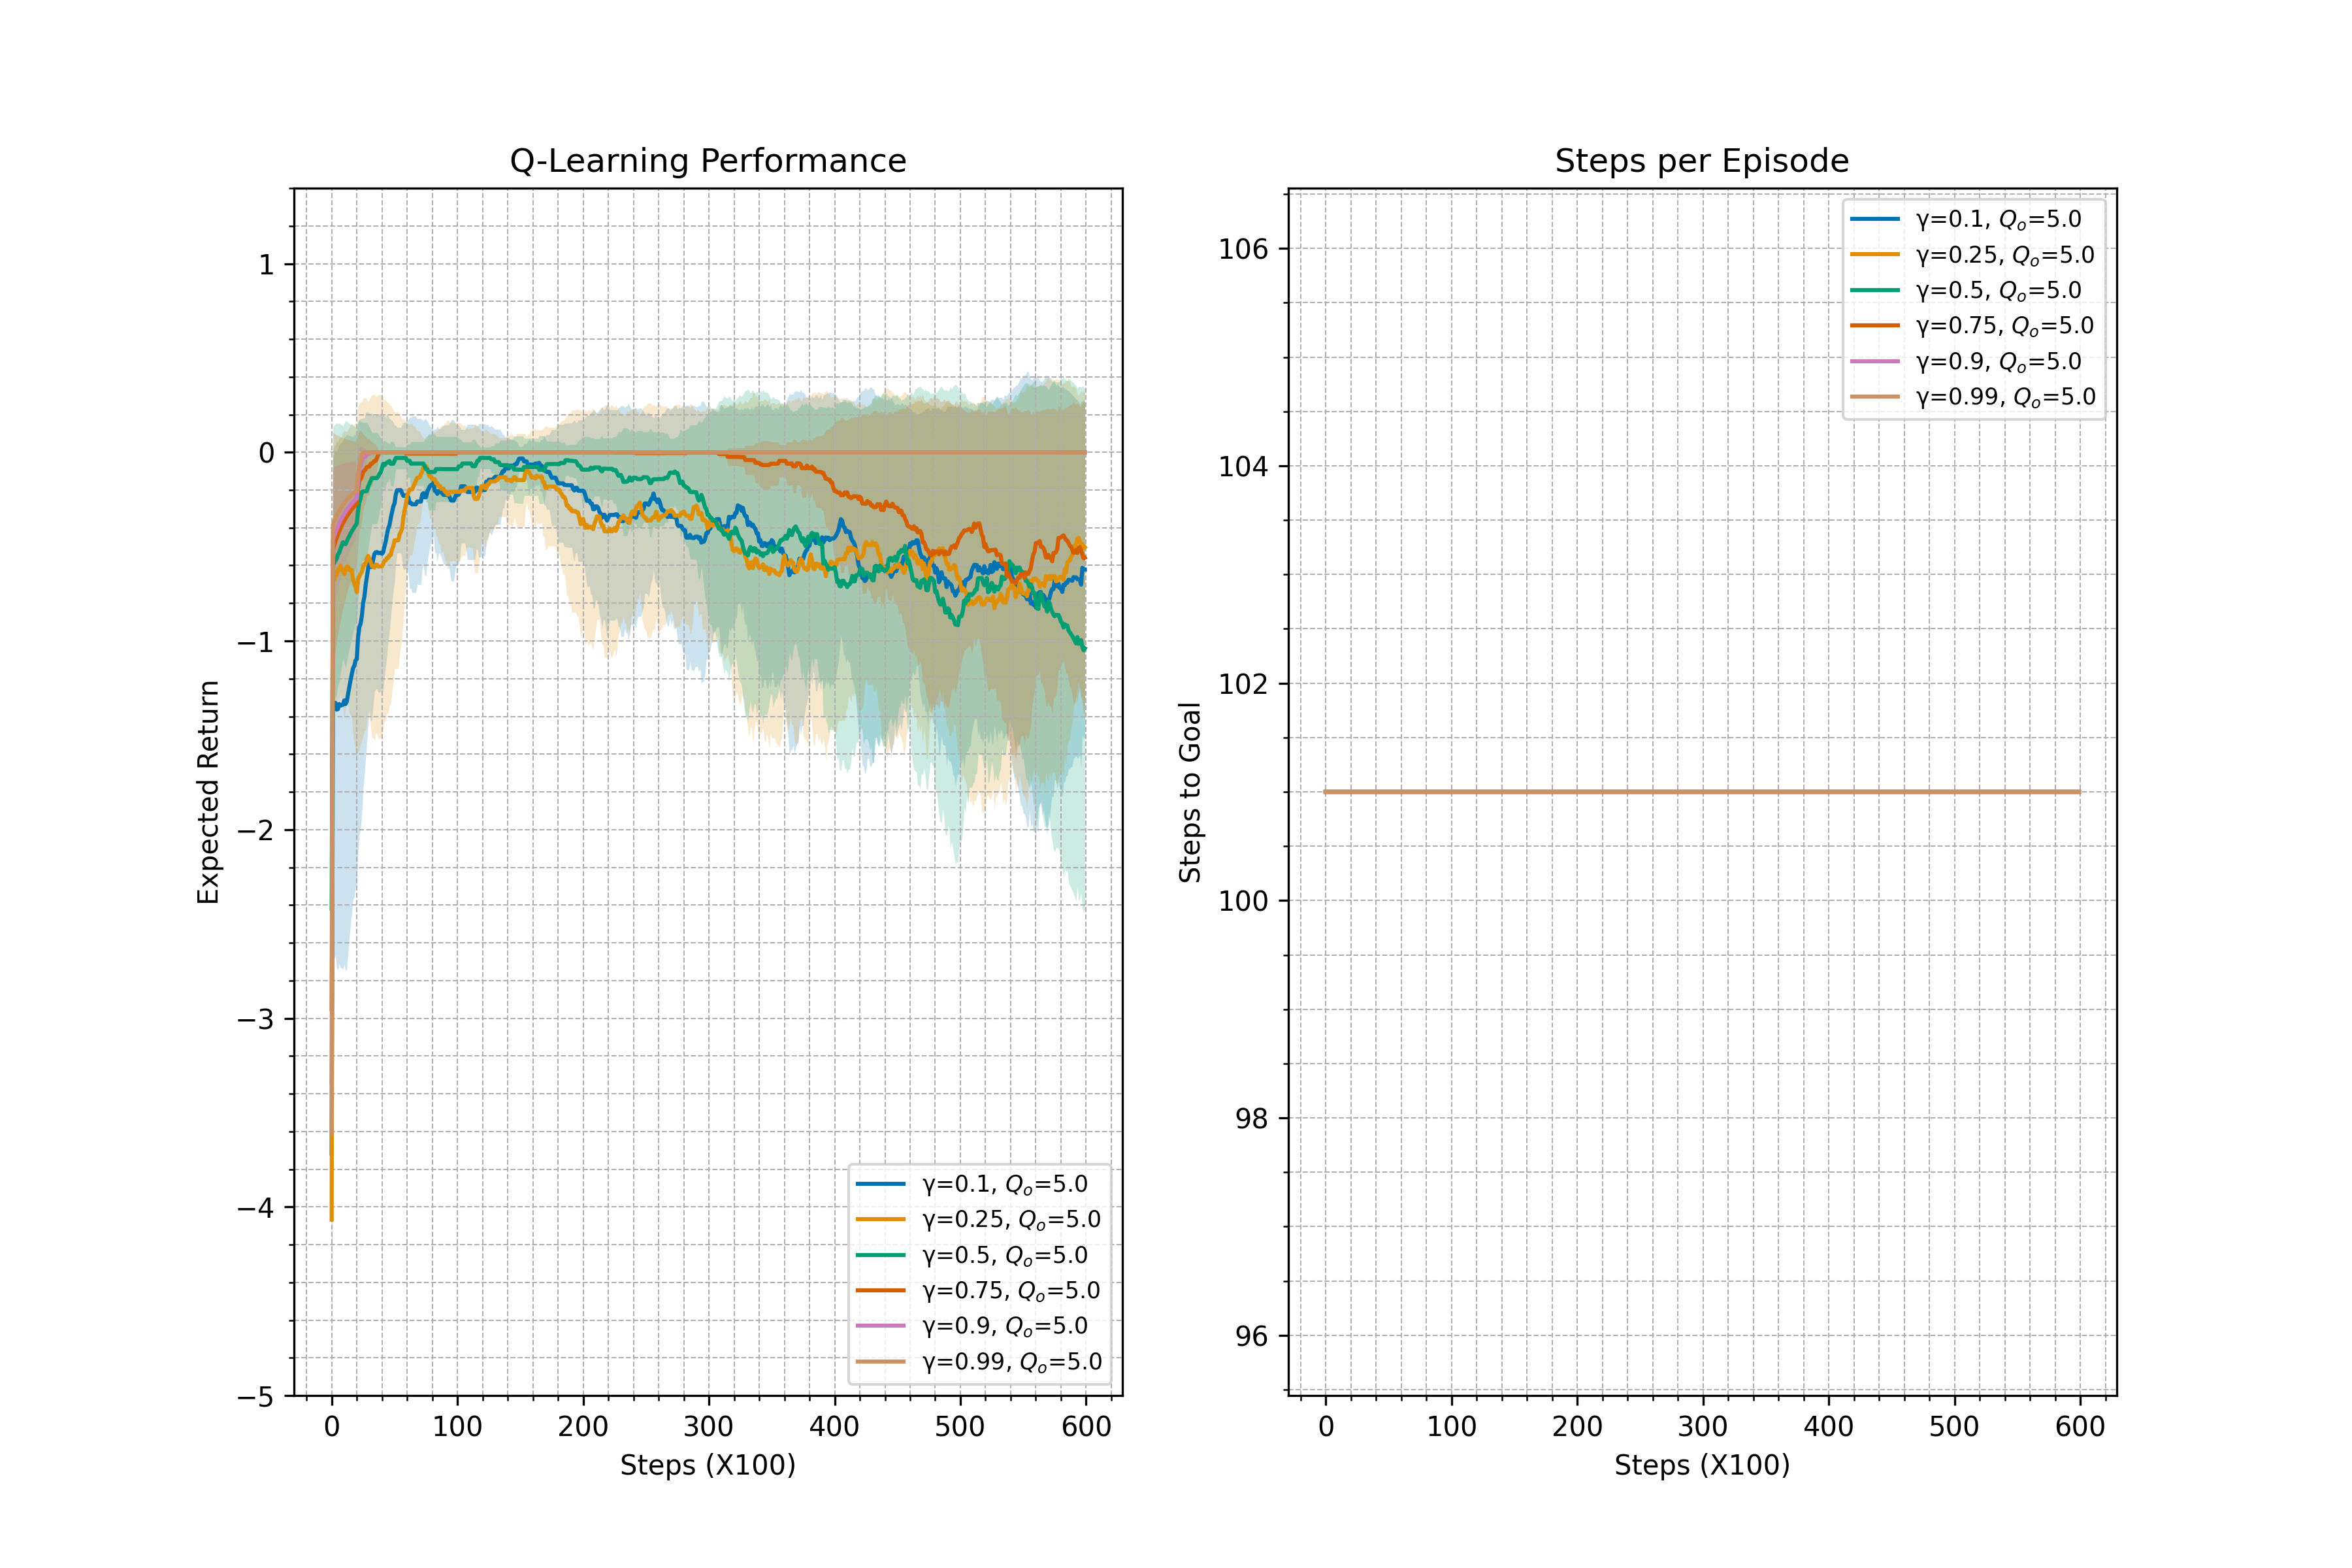 Q-Learning Performance
1
0
−1
−2
−3
−4
−5
Expected Return
0 100 200 300 400 500 600
Steps (X100)
γ=0.1, Qo=5.0
γ=0.25, Qo=5.0
γ=0.5, Qo=5.0
γ=0.75, Qo=5.0
γ=0.9, Qo=5.0
γ=0.99, Qo=5.0
Steps per Episode
106
104
102
100
98
96
Steps to Goal
0 100 200 300 400 500 600
Steps (X100)
γ=0.1, Qo=5.0
γ=0.25, Qo=5.0
γ=0.5, Qo=5.0
γ=0.75, Qo=5.0
γ=0.9, Qo=5.0
γ=0.99, Qo=5.0